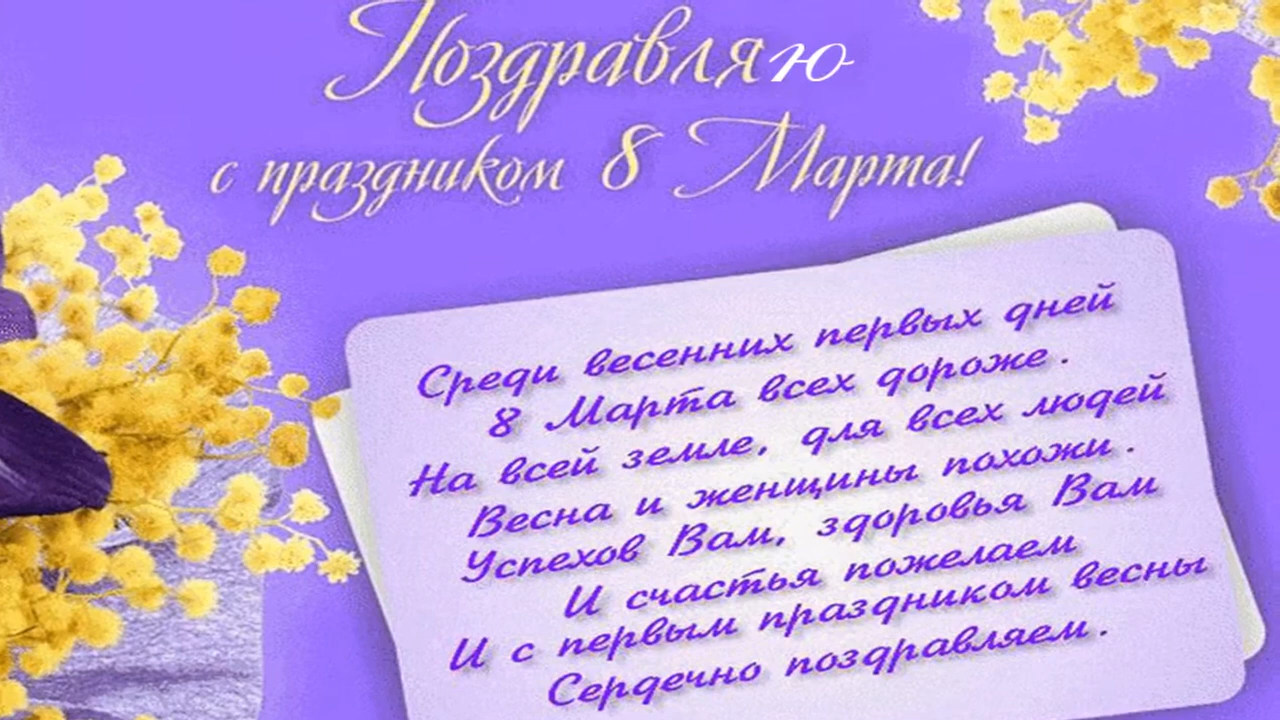 Поздравляю
с праздником 8 Марта!
Среди весенних первых дней
8 Марта всех дороже.
На всей земле, для всех людей
Весна и женщины похожи.
Успехов Вам, здоровья Вам
И счастья пожелаем
И с первым праздником весны
Сердечно поздравляем.